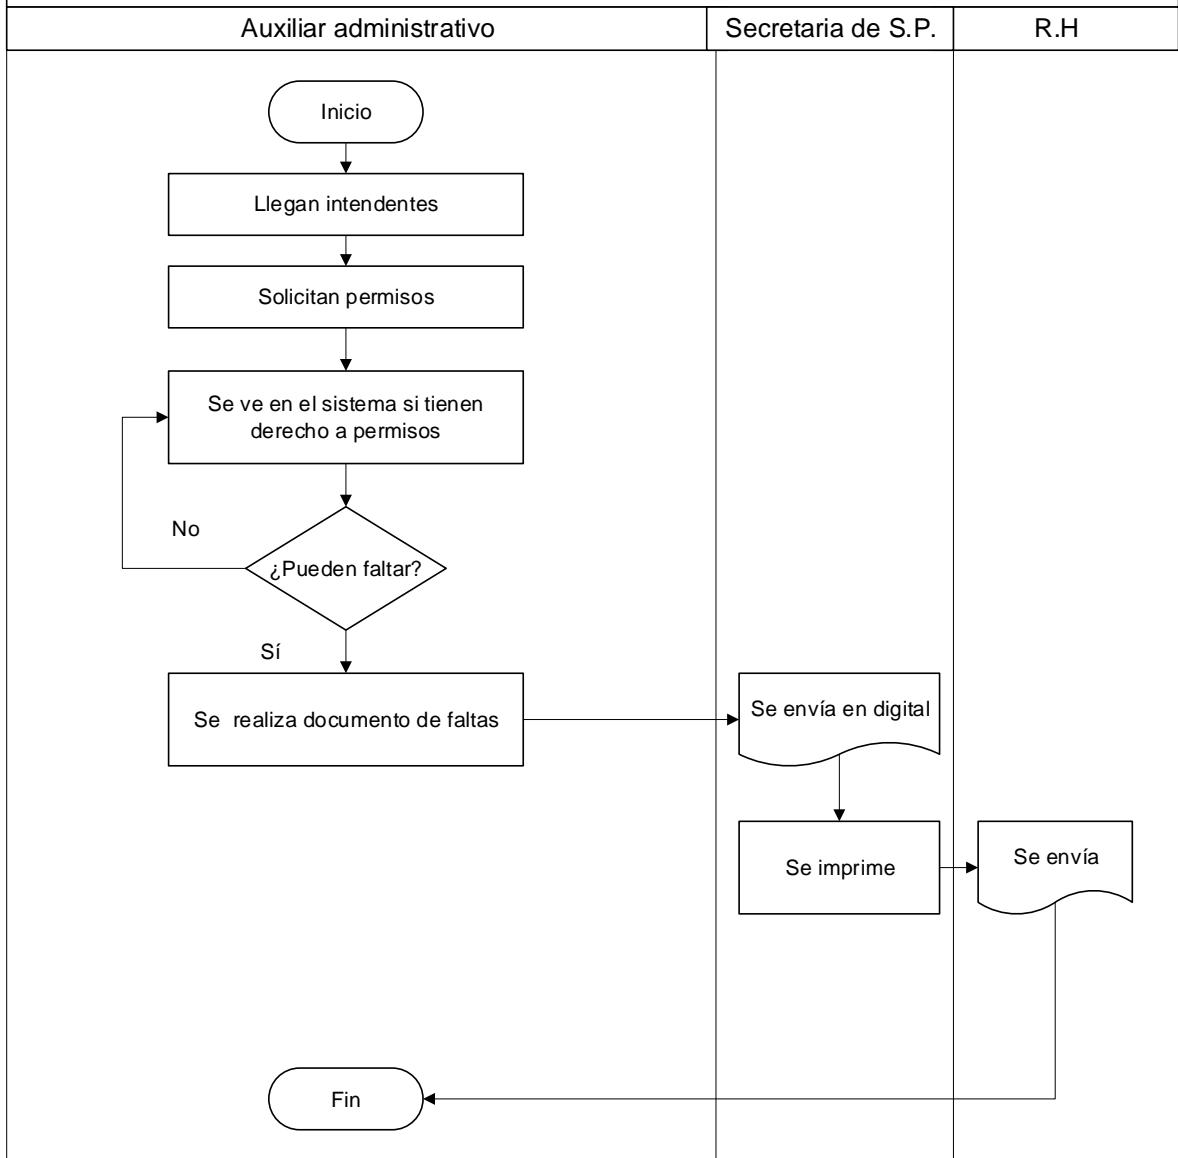 Auxiliar administrativo
Secretaria de S.P.
R.H
Inicio
Llegan intendentes
Solicitan permisos
Se ve en el sistema si tienen
derecho a permisos
No
¿Pueden faltar?
Sí
Se realiza documento de faltas
Se envía en digital
Se imprime
Se envía
Fin